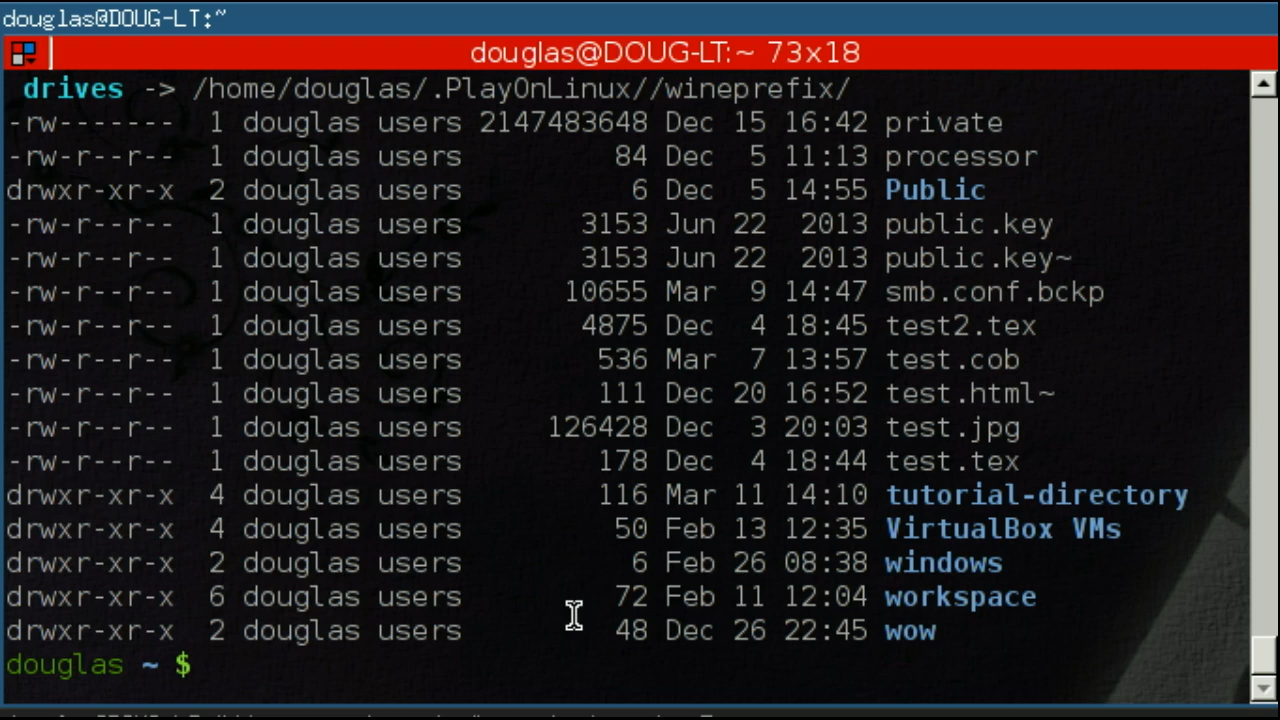 douglas@DOUG-LT:~
douglas@DOUG-LT:~ 73x18
drives -> /home/douglas/.PlayOnLinux//wineprefix/
-rw------- 1 douglas users 2147483648 Dec 15 16:42 private
-rw-r--r-- 1 douglas users 84 Dec 5 11:13 processor
drwxr-xr-x 2 douglas users 6 Dec 5 14:55 Public
-rw-r--r-- 1 douglas users 3153 Jun 22 2013 public.key
-rw-r--r-- 1 douglas users 3153 Jun 22 2013 public.key~
-rw-r--r-- 1 douglas users 10655 Mar 9 14:47 smb.conf.bckp
-rw-r--r-- 1 douglas users 4875 Dec 4 18:45 test2.tex
-rw-r--r-- 1 douglas users 536 Mar 7 13:57 test.cob
-rw-r--r-- 1 douglas users 111 Dec 20 16:52 test.html~
-rw-r--r-- 1 douglas users 126428 Dec 3 20:03 test.jpg
-rw-r--r-- 1 douglas users 178 Dec 4 18:44 test.tex
drwxr-xr-x 4 douglas users 116 Mar 11 14:10 tutorial-directory
drwxr-xr-x 4 douglas users 50 Feb 13 12:35 VirtualBox VMs
drwxr-xr-x 2 douglas users 6 Feb 26 08:38 windows
drwxr-xr-x 6 douglas users 72 Feb 11 12:04 workspace
drwxr-xr-x 2 douglas users 48 Dec 26 22:45 wow
douglas ~ $